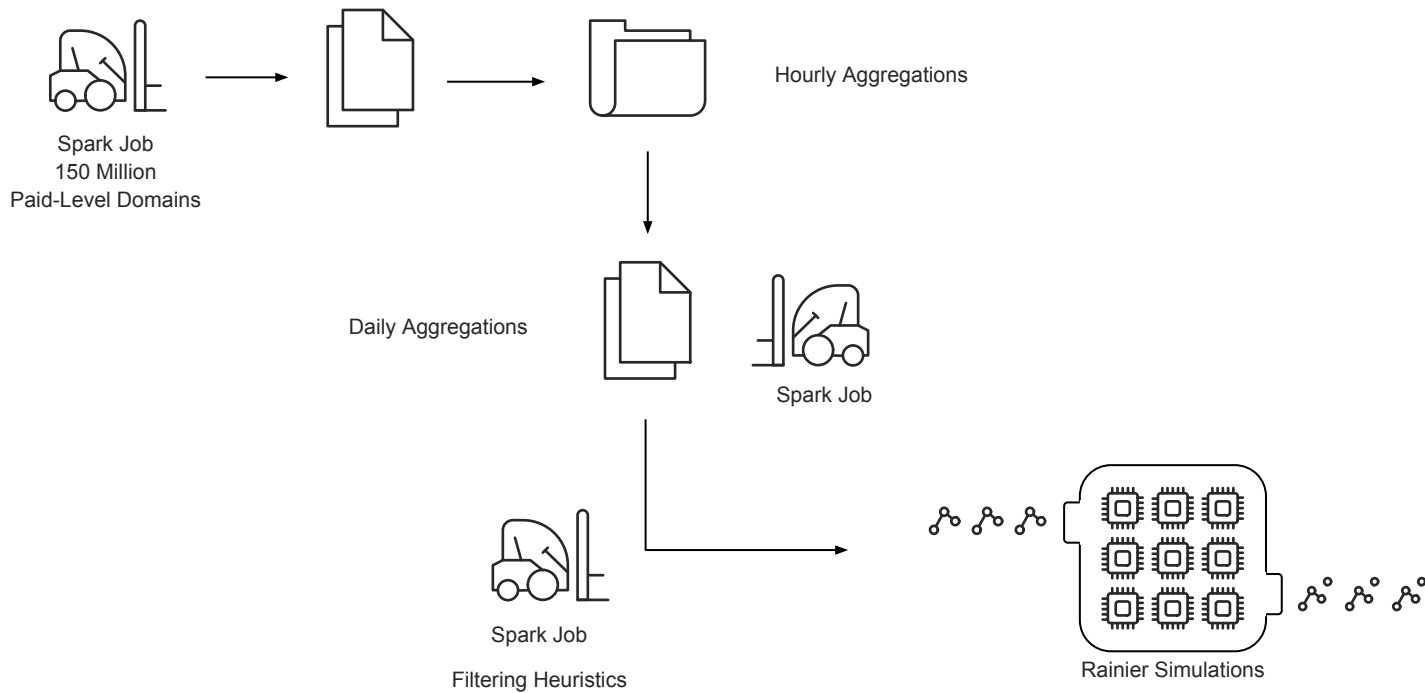 Hourly Aggregations
Spark Job
150 Million
Paid-Level Domains
Daily Aggregations
Spark Job
Spark Job
Filtering Heuristics
Rainier Simulations